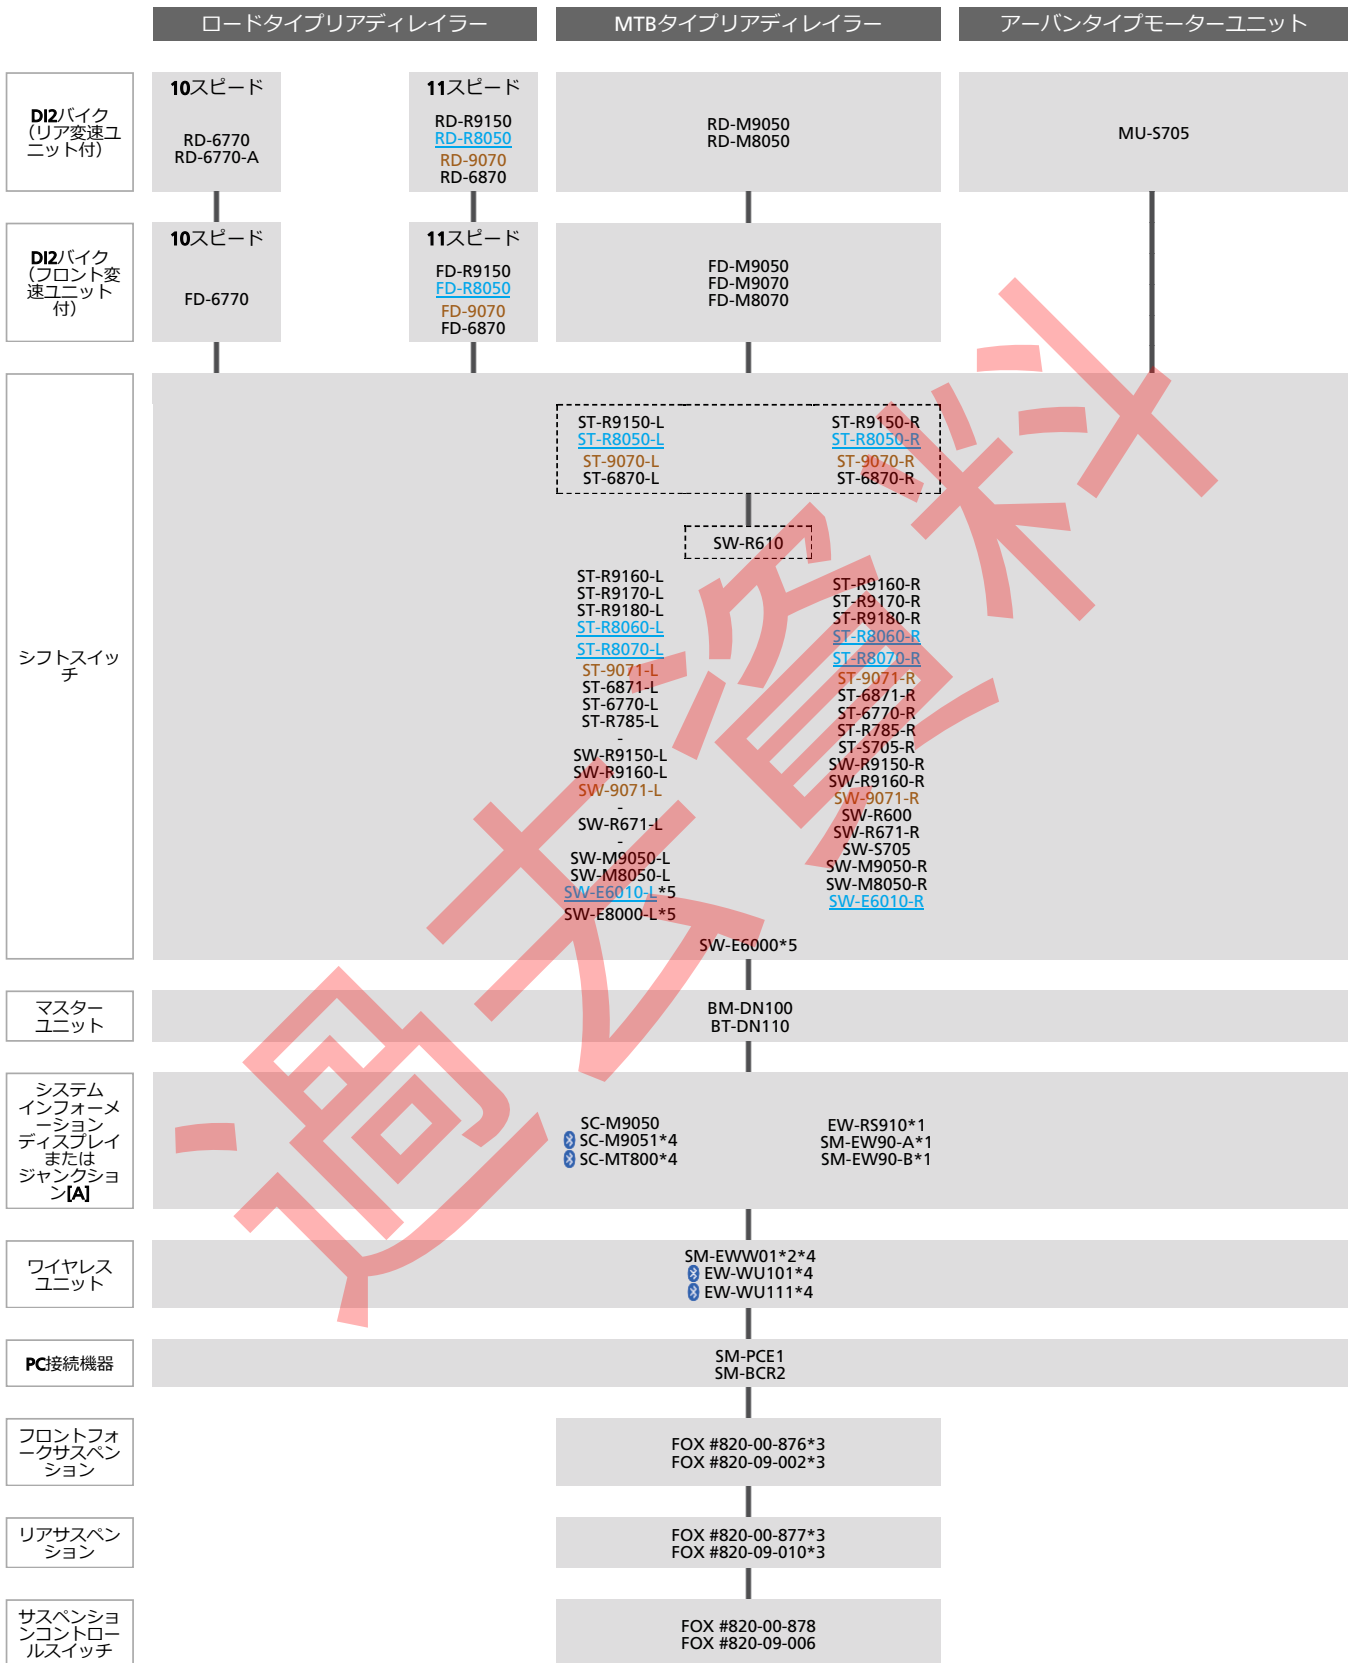 ロードタイプリアディレイラー
MTBタイプリアディレイラー
アーバンタイプモーターユニット
DI2バイク
（リア変速ユ
ニット付）
10スピード
RD-6770
RD-6770-A
11スピード
RD-R9150
RD-R8050
RD-9070
RD-6870
RD-M9050
RD-M8050
MU-S705
DI2バイク
（フロント変
速ユニット
付）
10スピード
FD-6770
11スピード
FD-R9150
FD-R8050
FD-9070
FD-6870
FD-M9050
FD-M9070
FD-M8070
シフトスイッ
チ
ST-R9150-L
ST-R8050-L
ST-9070-L
ST-6870-L
ST-R9150-R
ST-R8050-R
ST-9070-R
ST-6870-R
SW-R610
ST-R9160-L
ST-R9170-L
ST-R9180-L
ST-R8060-L
ST-R8070-L
ST-9071-L
ST-6871-L
ST-6770-L
ST-R785-L
-
SW-R9150-L
SW-R9160-L
SW-9071-L
-
SW-R671-L
-
SW-M9050-L
SW-M8050-L
SW-E6010-L*5
SW-E8000-L*5
ST-R9160-R
ST-R9170-R
ST-R9180-R
ST-R8060-R
ST-R8070-R
ST-9071-R
ST-6871-R
ST-6770-R
ST-R785-R
ST-S705-R
SW-R9150-R
SW-R9160-R
SW-9071-R
SW-R600
SW-R671-R
SW-S705
SW-M9050-R
SW-M8050-R
SW-E6010-R
SW-E6000*5
マスター
ユニット
BM-DN100
BT-DN110
システム
インフォーメ
ーション
ディスプレイ
または
ジャンクショ
ン[A]
SC-M9050
SC-M9051*4
SC-MT800*4
EW-RS910*1
SM-EW90-A*1
SM-EW90-B*1
ワイヤレス
ユニット
SM-EWW01*2*4
EW-WU101*4
EW-WU111*4
PC接続機器
SM-PCE1
SM-BCR2
フロントフォ
ークサスペン
ション
FOX #820-00-876*3
FOX #820-09-002*3
リアサスペン
ション
FOX #820-00-877*3
FOX #820-09-010*3
サスペンショ
ンコントロー
ルスイッチ
FOX #820-00-878
FOX #820-09-006
過去資料